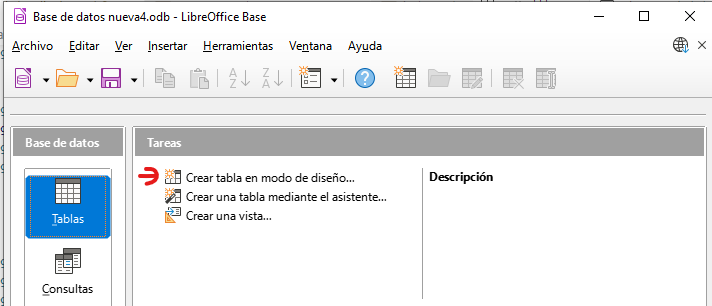 Base de datos nueva4.odb - LibreOffice Base
Archivo Editar Ver Insertar Herramientas Ventana Ayuda
Base de datos
Tareas
Tablas
Consultas
Crear tabla en modo de diseño...
Crear una tabla mediante el asistente...
Crear una vista...
Descripción